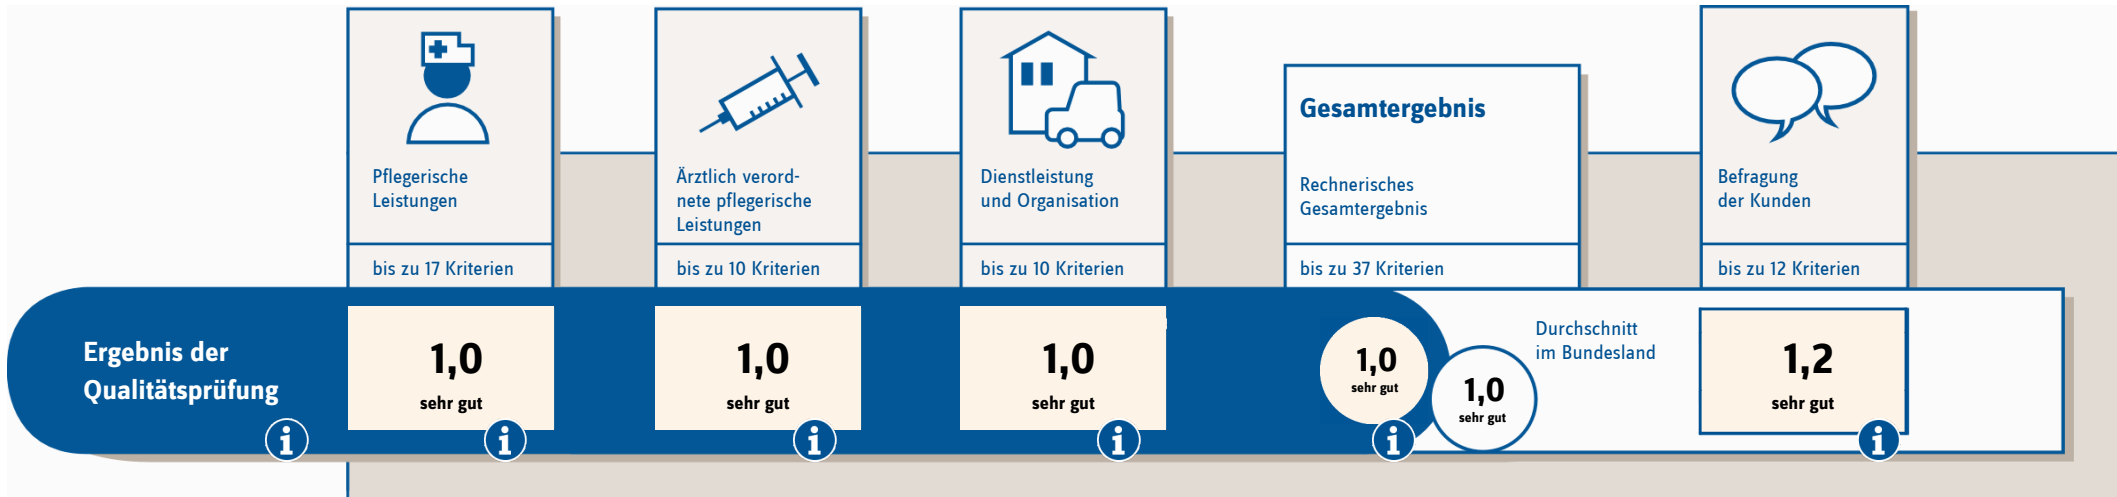 Pflegerische
Leistungen
bis zu 17 Kriterien
Ärztlich verord-
nete pflegerische
Leistungen
bis zu 10 Kriterien
Dienstleistung
und Organisation
bis zu 10 Kriterien
Gesamtergebnis
Rechnerisches
Gesamtergebnis
bis zu 37 Kriterien
Befragung
der Kunden
bis zu 12 Kriterien
Ergebnis der
Qualitätsprüfung
i
1,0
sehr gut
i
1,0
sehr gut
i
1,0
sehr gut
i
1,0
sehr gut
i
1,0
sehr gut
Durchschnitt
im Bundesland
1,2
sehr gut
i